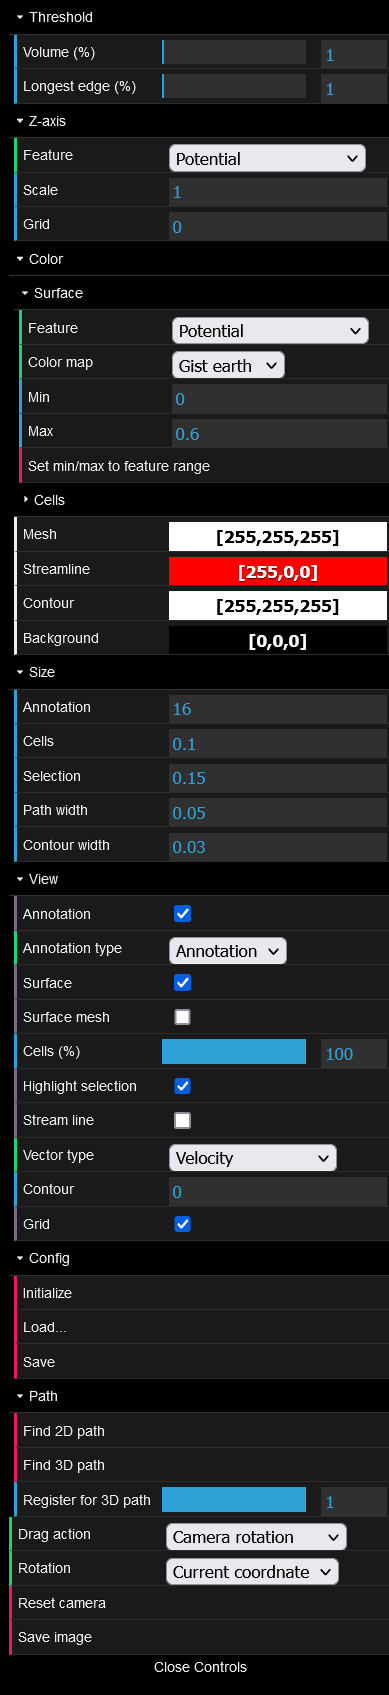 Threshold
Volume (%) 1
Longest edge (%) 1
Z-axis
Feature Potential
Scale 1
Grid 0
Color
Surface
Feature Potential
Color map Gist earth
Min 0
Max 0.6
Set min/max to feature range
Cells
Mesh [255,255,255]
Streamline [255,0,0]
Contour [255,255,255]
Background [0,0,0]
Size
Annotation 16
Cells 0.1
Selection 0.15
Path width 0.05
Contour width 0.03
View
Annotation
Annotation type Annotation
Surface
Surface mesh
Cells (%) 100
Highlight selection
Stream line
Vector type Velocity
Contour 0
Grid
Config
Initialize
Load...
Save
Path
Find 2D path
Find 3D path
Register for 3D path 1
Drag action Camera rotation
Rotation Current coordnate
Reset camera
Save image
Close Controls